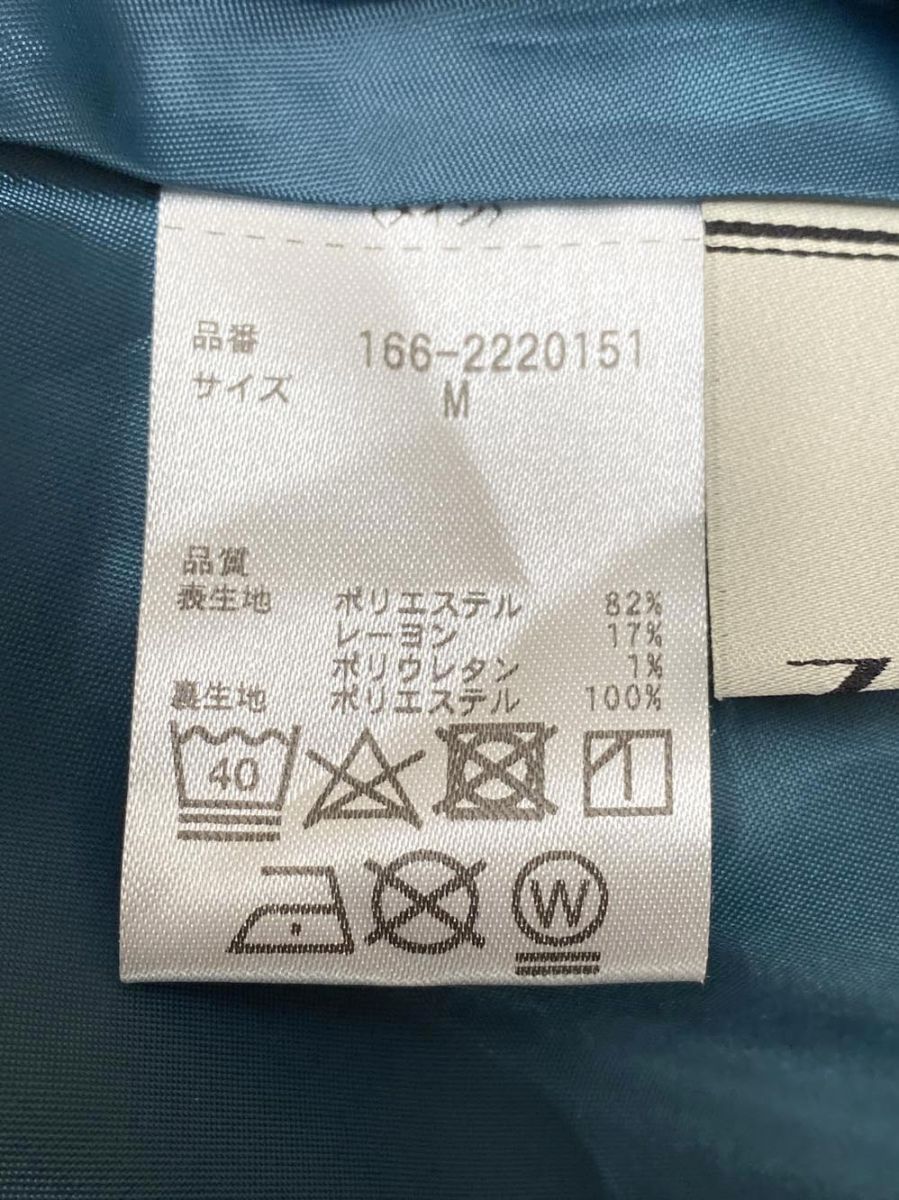 品番 166-2220151
サイズ M
品質
表生地 ポリエステル 82%
レーヨン 17%
ポリウレタン 1%
裏生地 ポリエステル 100%
40
W